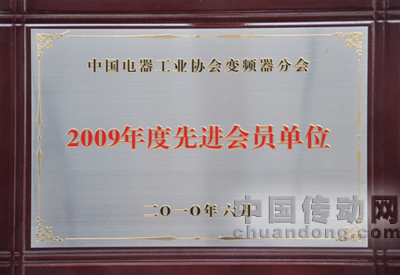 中国电器工业协会变频器分会
2009年度先进会员单位
二〇一〇年六月
中国传动网
chuandong.com